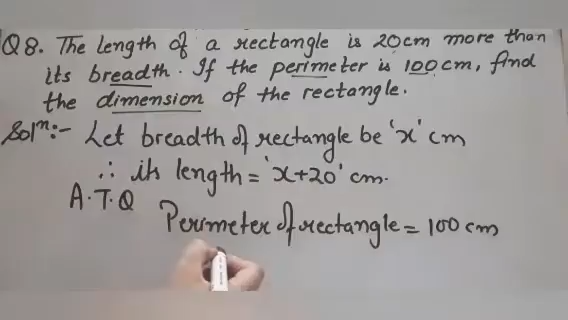 Q8. The length of a rectangle is 20cm more than
its breadth. If the perimeter is 100cm, find
the dimension of the rectangle.
Solⁿ:- Let breadth of rectangle be 'x' cm
∴ its length = 'x+20' cm.
A.T.Q
Perimeter of rectangle = 100 cm